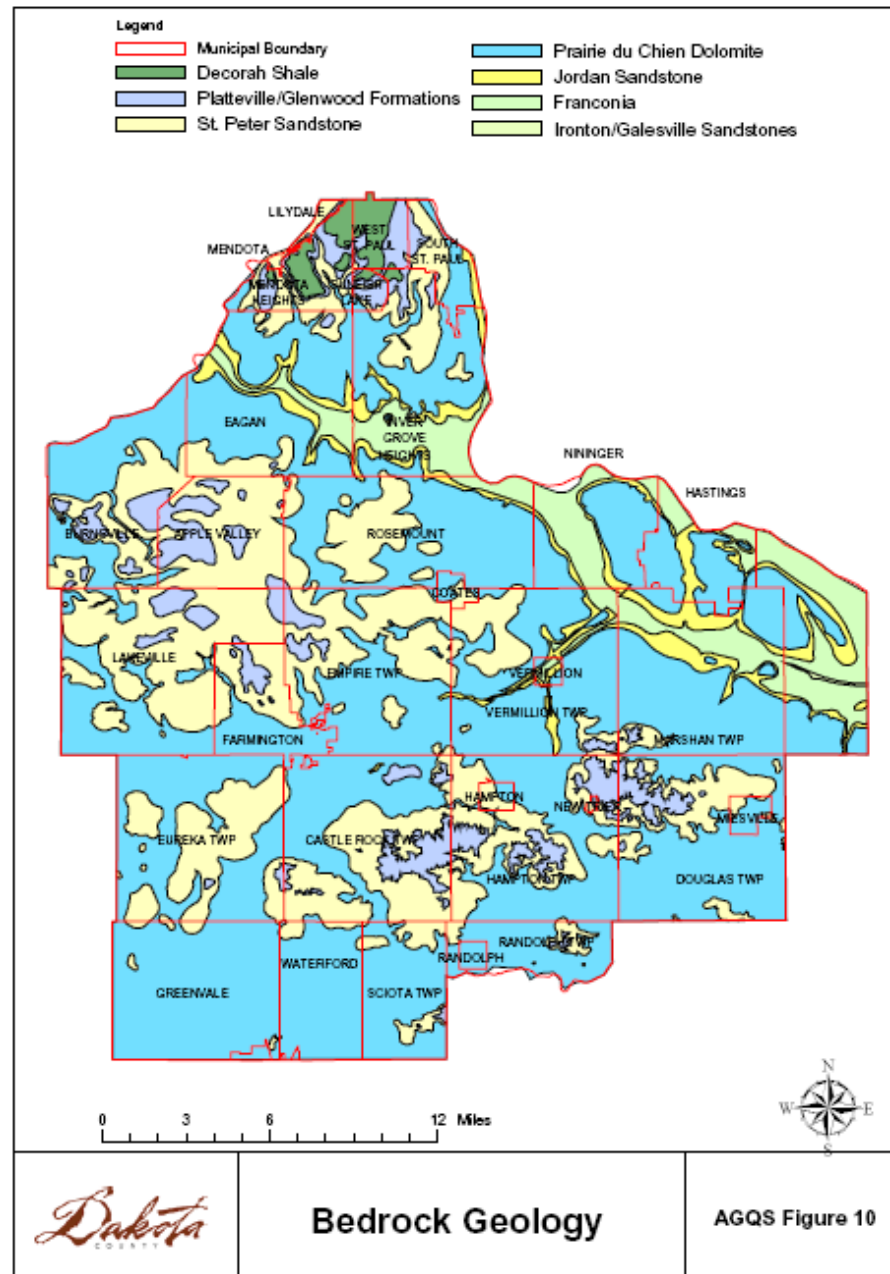 Legend
Municipal Boundary
Decorah Shale
Platteville/Glenwood Formations
St. Peter Sandstone
Prairie du Chien Dolomite
Jordan Sandstone
Franconia
Ironton/Galesville Sandstones
LILYDALE
WEST
ST. PAUL
SOUTH
ST. PAUL
MENDOTA
MENDOTA
HEIGHTS
LAKE
EAGAN
INVER
GROVE
HEIGHTS
NININGER
HASTINGS
BURNSVILLE
APPLE VALLEY
ROSEMOUNT
COATES
LAKEVILLE
EMPIRE TWP
VERMILLION
VERMILLION TWP
FARMINGTON
MARSHAN TWP
HAMPTON
NEW TRIER
MIESVILLE
EUREKA TWP
CASTLE ROCK TWP
HAMPTON TWP
DOUGLAS TWP
RANDOLPH TWP
RANDOLPH
WATERFORD
GREENVALE
SCIOTA TWP
N
W E
S
0 3 6 12 Miles
Dakota
COUNTY
Bedrock Geology
AGQS Figure 10